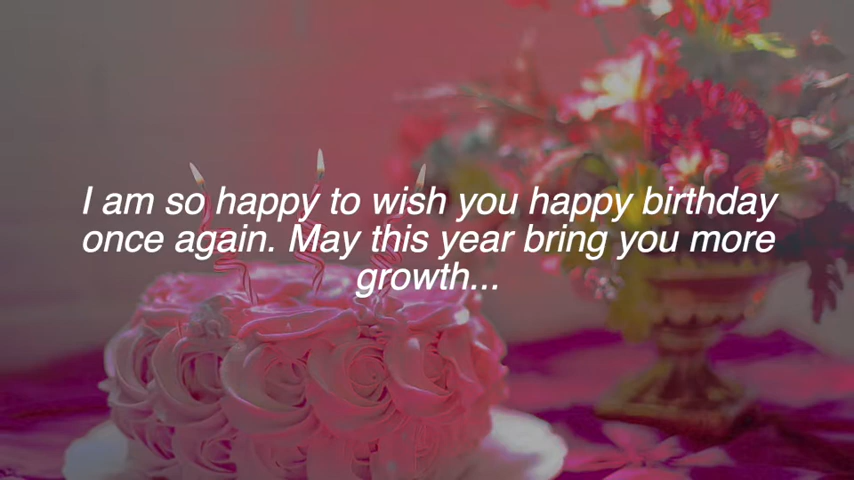 I am so happy to wish you happy birthday
once again. May this year bring you more
growth...